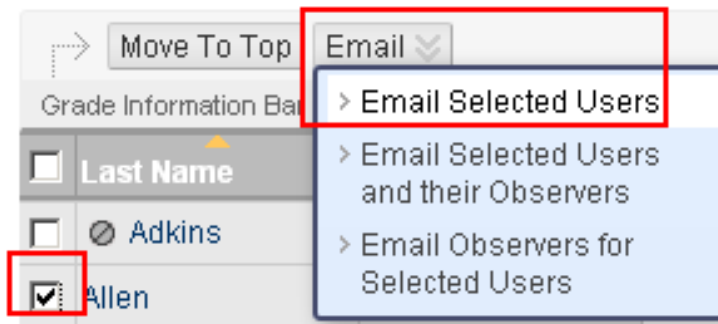 Move To Top
Email
Grade Information Bar
> Email Selected Users
Last Name
> Email Selected Users
and their Observers
Adkins
> Email Observers for
Selected Users
Allen